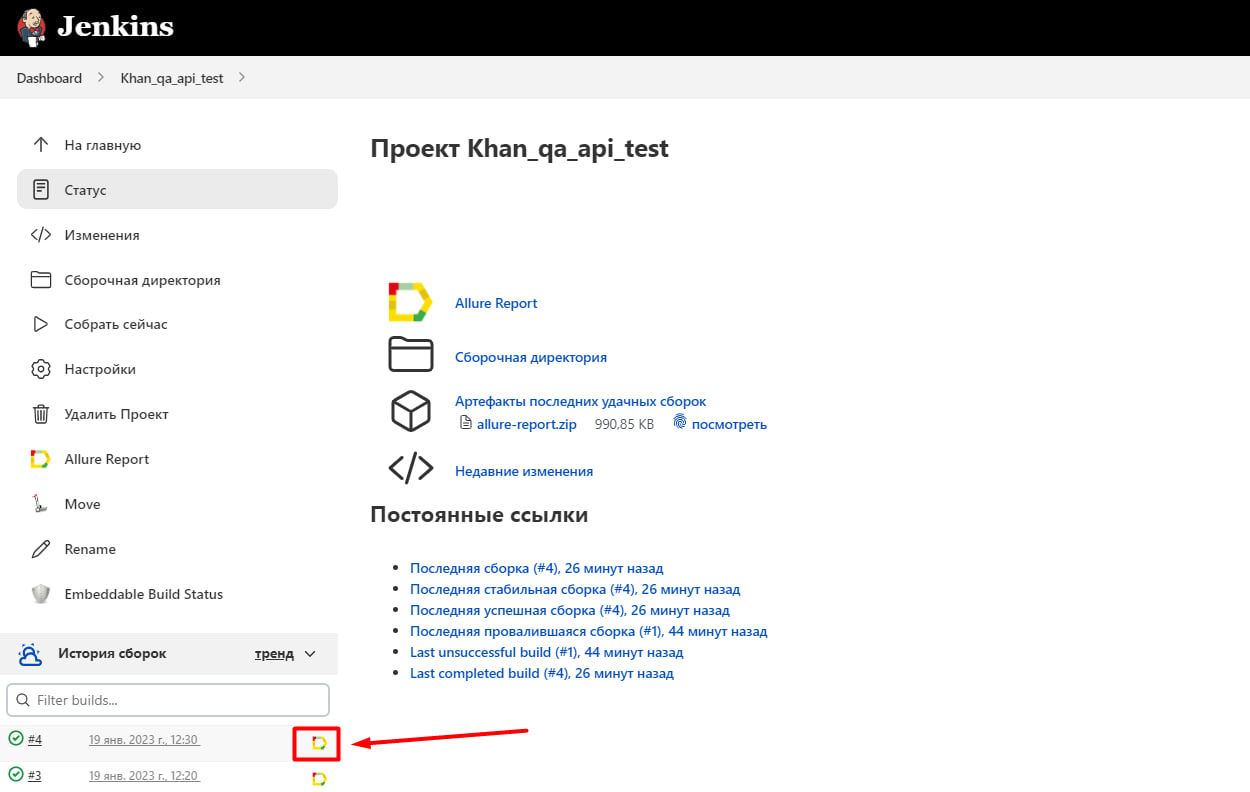 Jenkins
Dashboard
Khan_qa_api_test
На главную
Статус
Изменения
Сборочная директория
Собрать сейчас
Настройки
Удалить Проект
Allure Report
Move
Rename
Embeddable Build Status
История сборок тренд
Filter builds...
#4 19 янв. 2023 г., 12:30
#3 19 янв. 2023 г., 12:20
Проект Khan_qa_api_test
Allure Report
Сборочная директория
Артефакты последних удачных сборок
allure-report.zip 990,85 KB посмотреть
Недавние изменения
Постоянные ссылки
Последняя сборка (#4), 26 минут назад
Последняя стабильная сборка (#4), 26 минут назад
Последняя успешная сборка (#4), 26 минут назад
Последняя провалившаяся сборка (#1), 44 минут назад
Last unsuccessful build (#1), 44 минут назад
Last completed build (#4), 26 минут назад